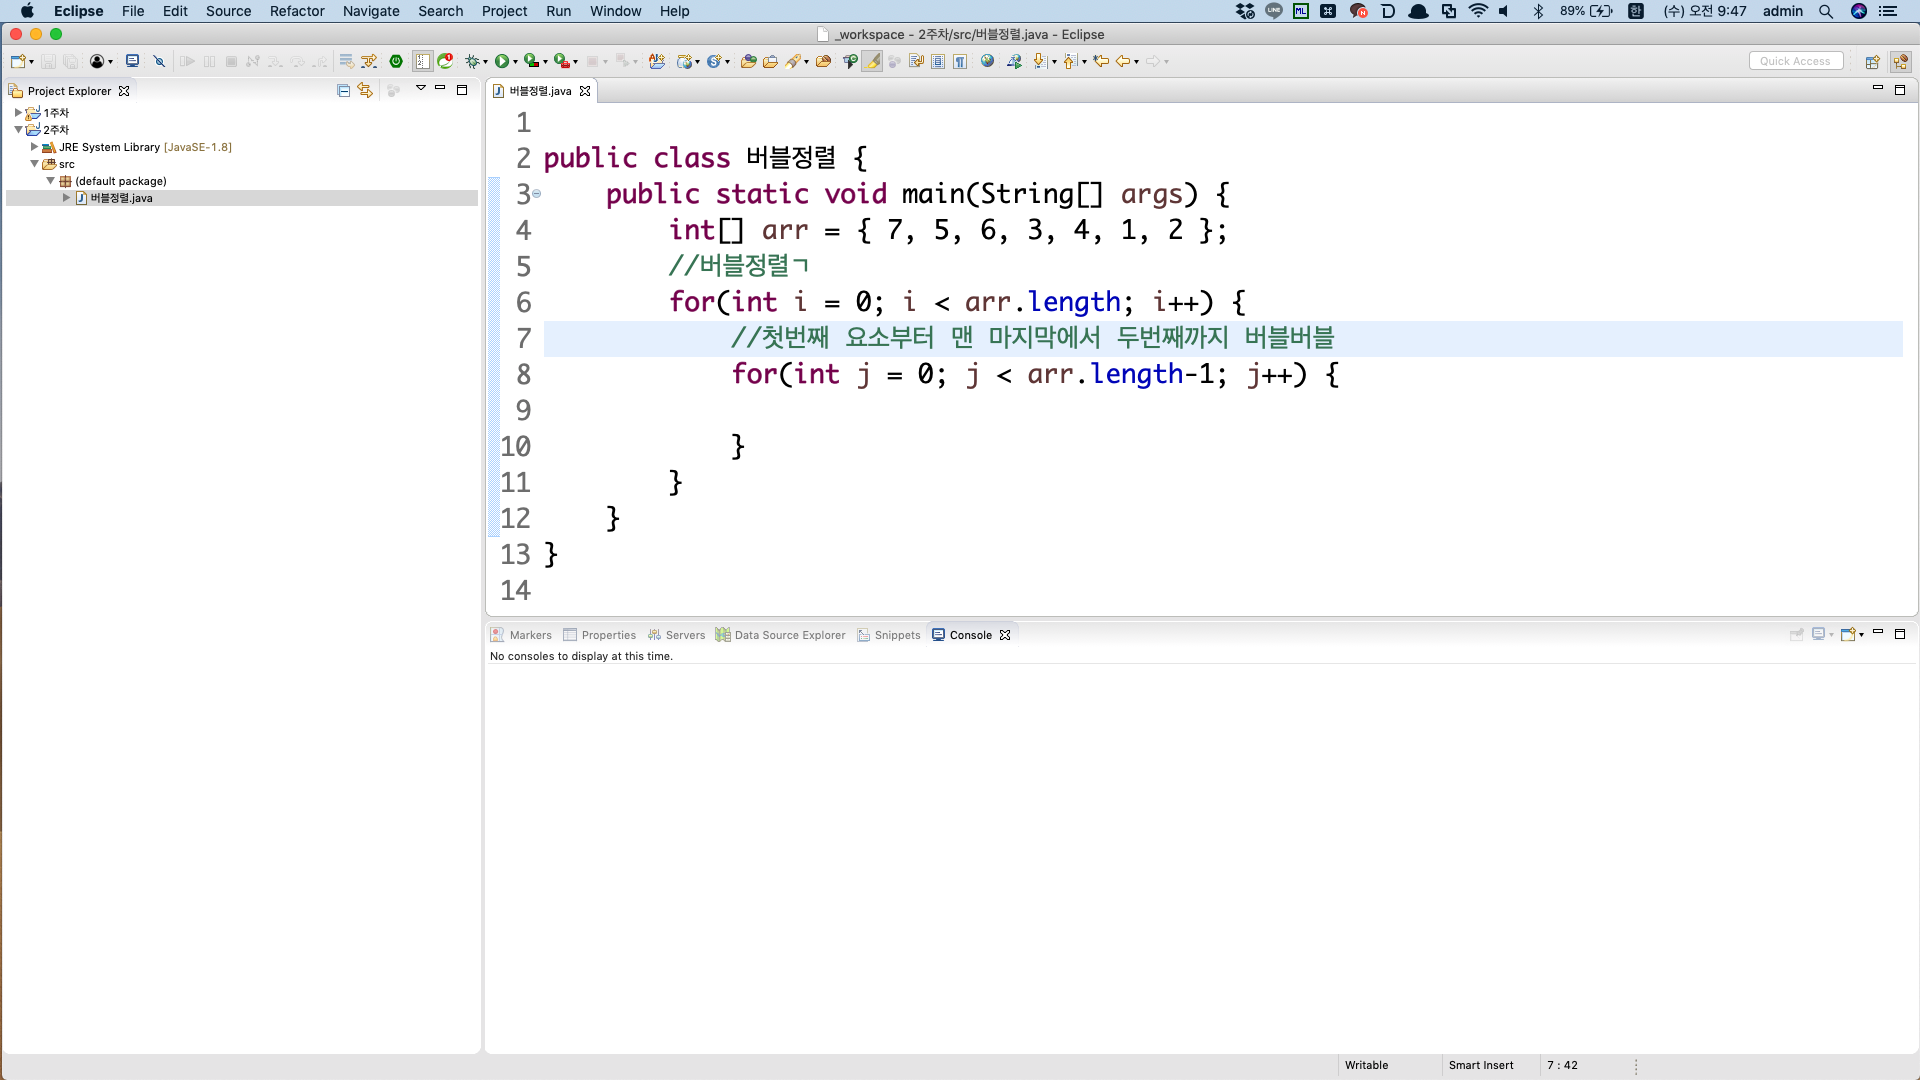 Eclipse File Edit Source Refactor Navigate Search Project Run Window Help
LINE ML N 89% 한 (수) 오전 9:47 admin
_workspace - 2주차/src/버블정렬.java - Eclipse
Quick Access
Project Explorer
1주차
2주차
JRE System Library [JavaSE-1.8]
src
(default package)
버블정렬.java
버블정렬.java
1
2 public class 버블정렬 {
3 public static void main(String[] args) {
4 int[] arr = { 7, 5, 6, 3, 4, 1, 2 };
5 //버블정렬ㄱ
6 for(int i = 0; i < arr.length; i++) {
7 //첫번째 요소부터 맨 마지막에서 두번째까지 버블버블
8 for(int j = 0; j < arr.length-1; j++) {
9
10 }
11 }
12 }
13 }
14
Markers Properties Servers Data Source Explorer Snippets Console
No consoles to display at this time.
Writable Smart Insert 7 : 42